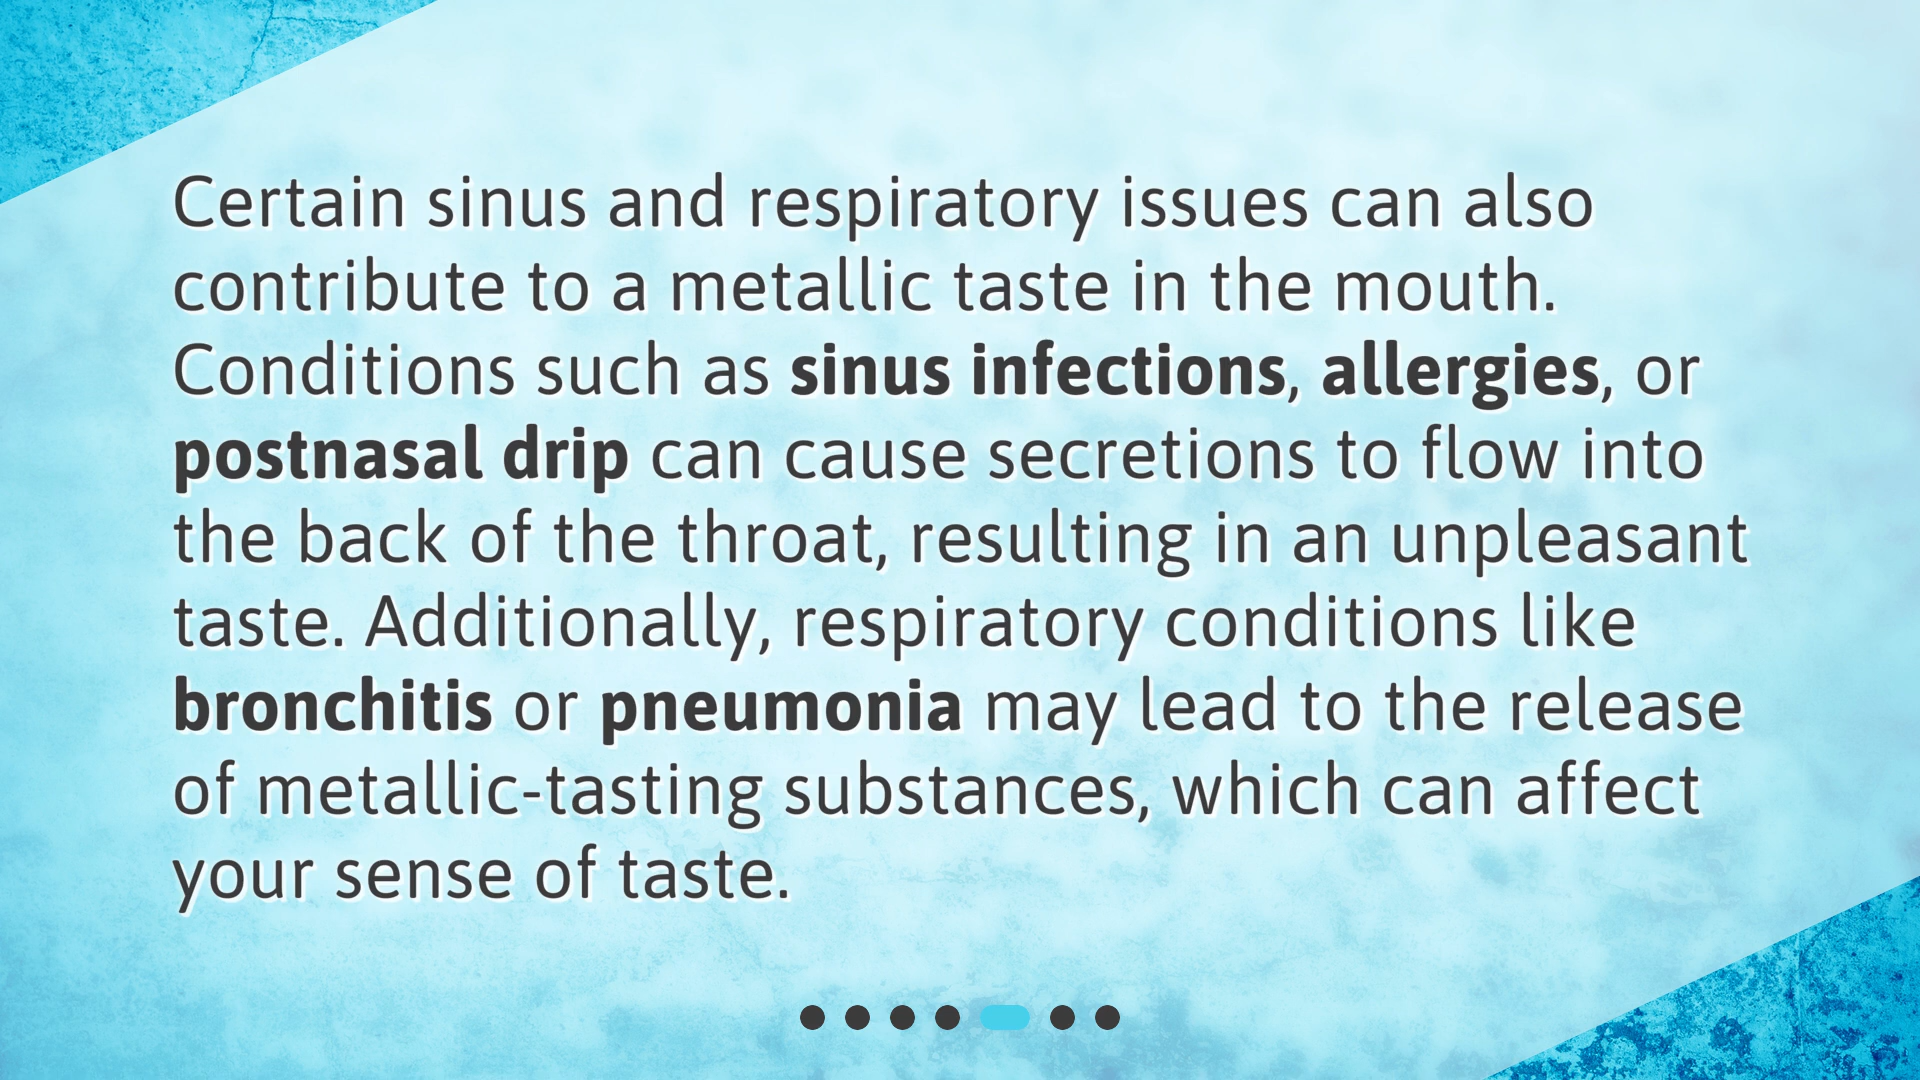 Certain sinus and respiratory issues can also
contribute to a metallic taste in the mouth.
Conditions such as sinus infections, allergies, or
postnasal drip can cause secretions to flow into
the back of the throat, resulting in an unpleasant
taste. Additionally, respiratory conditions like
bronchitis or pneumonia may lead to the release
of metallic-tasting substances, which can affect
your sense of taste.